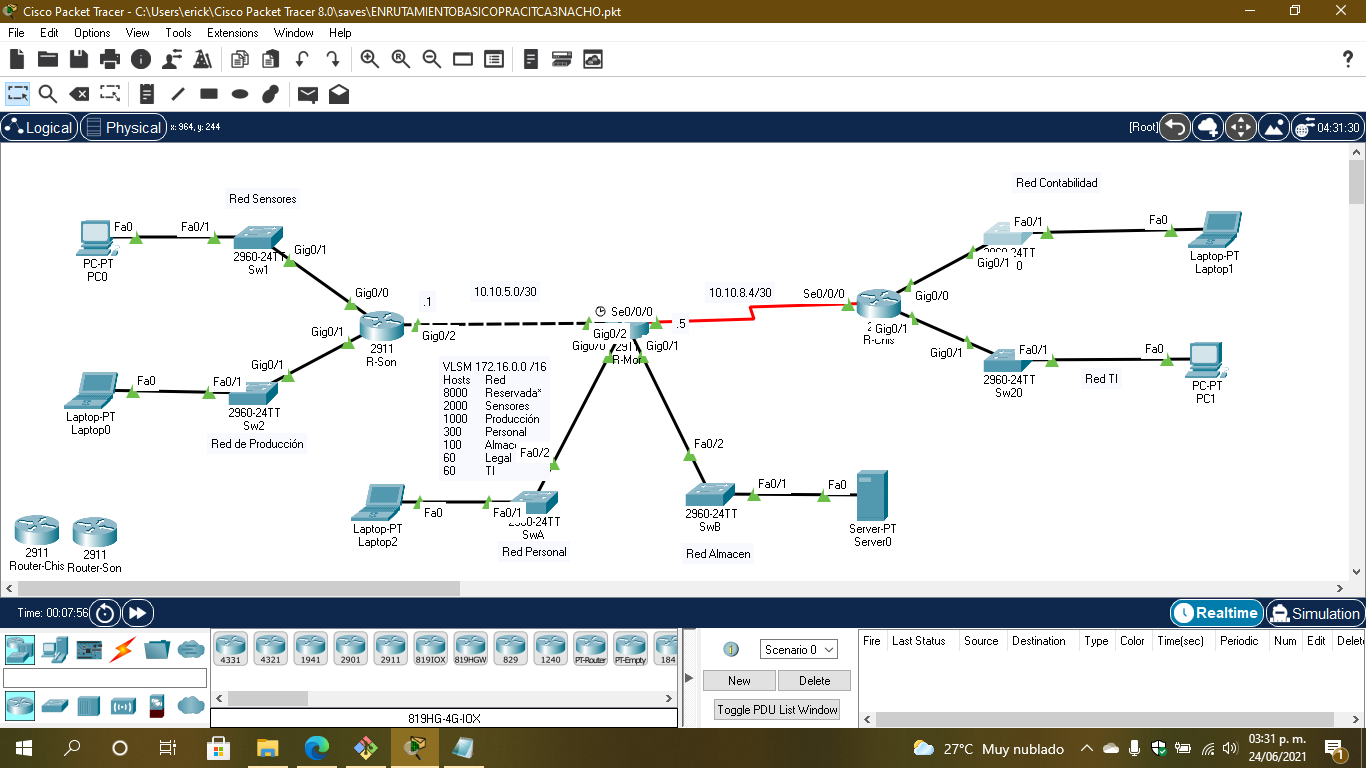 Cisco Packet Tracer - C:\Users\erick\Cisco Packet Tracer 8.0\saves\ENRUTAMIENTOBASICOPRACITCA3NACHO.pkt
File Edit Options View Tools Extensions Window Help
?
Logical Physical x: 964, y: 244 [Root] 04:31:30
Red Contabilidad
Red Sensores
Fa0 Fa0/1
PC-PT
PC0
2960-24TT
Sw1
Gig0/1
Fa0/1 Fa0
Gig0/1
Laptop-PT
Laptop1
10.10.5.0/30
10.10.8.4/30
.1
Gig0/0
Gig0/1
Gig0/2
2911
R-Son
Se0/0/0
Gig0/2
.5
Gig0/1
R-Mor
Se0/0/0
Gig0/0
Gig0/1
R-Chis
Gig0/1
Fa0/1 Fa0
2960-24TT
Sw20
Red TI
PC-PT
PC1
Gig0/1
Fa0 Fa0/1
Laptop-PT
Laptop0
2960-24TT
Sw2
Red de Producción
VLSM 172.16.0.0 /16
Hosts Red
8000 Reservada*
2000 Sensores
1000 Producción
300 Personal
100 Almac
60 Legal
60 TI
Fa0/2
Fa0/2
Laptop-PT
Laptop2
Fa0 Fa0/1
SwA
Red Personal
2960-24TT
SwB
Fa0/1 Fa0
Server-PT
Server0
Red Almacen
2911
Router-Chis
2911
Router-Son
Time: 00:07:56 Realtime Simulation
4331 4321 1941 2901 2911 819IOX 819HGW 829 1240 PT-Router PT-Empty 184
819HG-4G-IOX
Scenario 0
New Delete
Toggle PDU List Window
Fire Last Status Source Destination Type Color Time(sec) Periodic Num Edit Delet
27°C Muy nublado
03:31 p. m.
24/06/2021
1